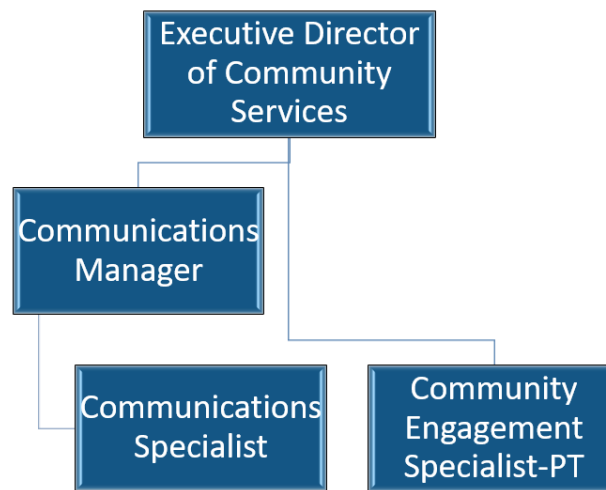 Executive Director
of Community
Services
Communications
Manager
Communications
Specialist
Community
Engagement
Specialist-PT